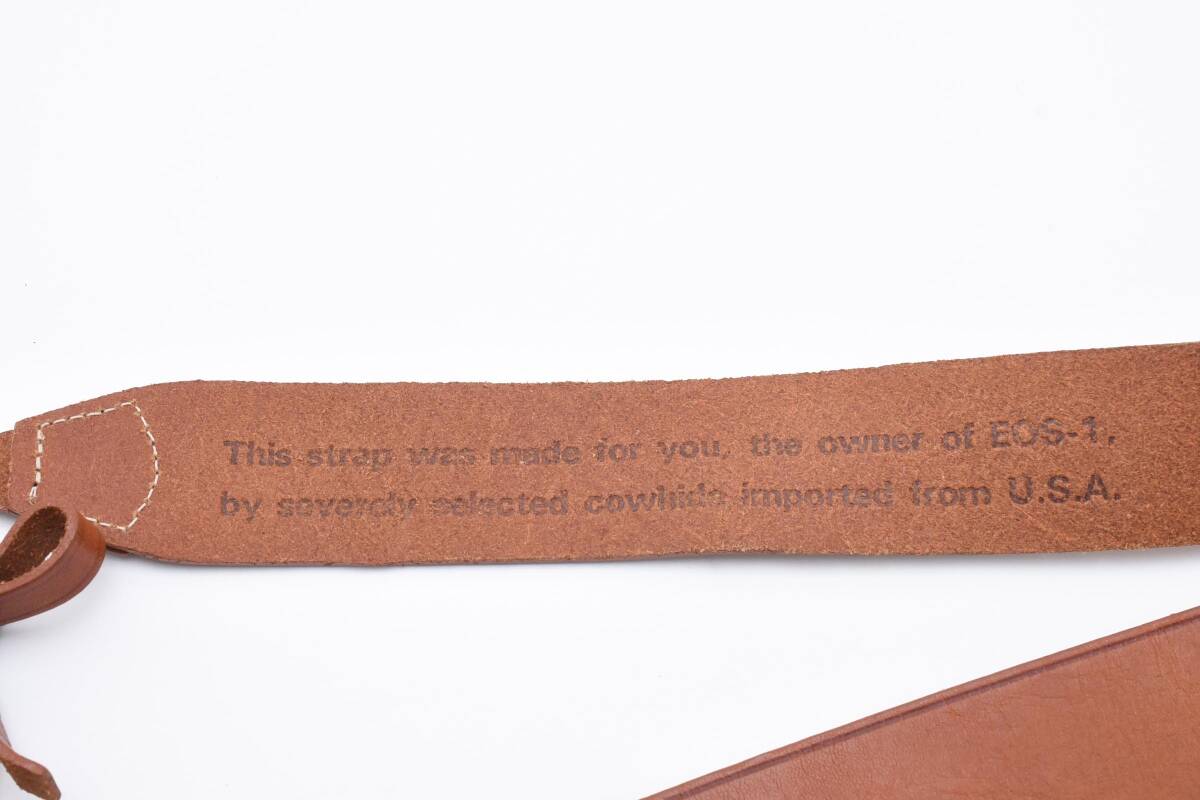 This strap was made for you, the owner of EOS-1,
by severely selected cowhide imported from U.S.A.